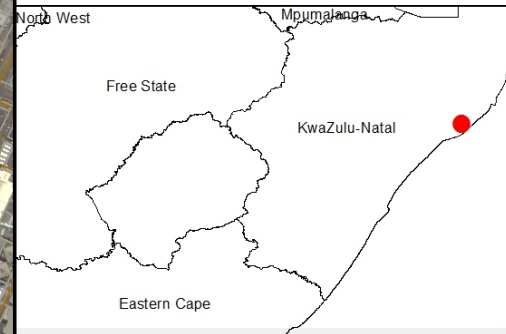 North West
Mpumalanga
Free State
KwaZulu-Natal
Eastern Cape